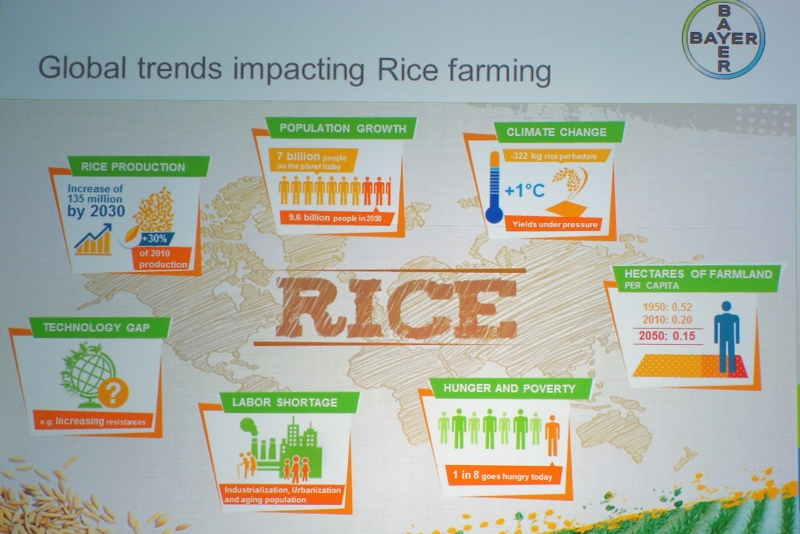 BAYER
BAYER
Global trends impacting Rice farming
POPULATION GROWTH
7 billion people
on the planet today
9.6 billion people in 2050
CLIMATE CHANGE
-322 kg rice per hectare
+1°C
Yields under pressure
RICE PRODUCTION
Increase of
135 million
by 2030
+30%
of 2010
production
RICE
HECTARES OF FARMLAND
PER CAPITA
1950: 0.52
2010: 0.20
2050: 0.15
TECHNOLOGY GAP
?
e.g. Increasing resistances
LABOR SHORTAGE
Industrialization, Urbanization
and aging population
HUNGER AND POVERTY
1 in 8 goes hungry today